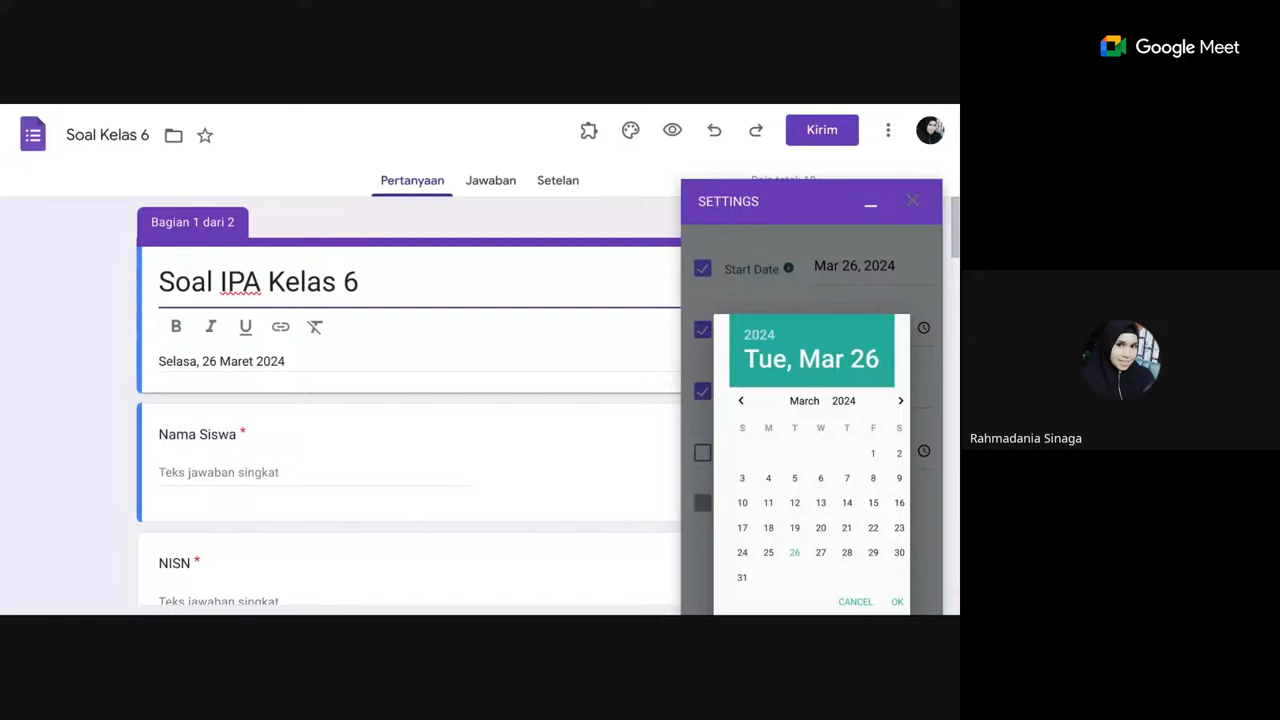 Google Meet
Soal Kelas 6
Kirim
Pertanyaan
Jawaban
Setelan
Bagian 1 dari 2
SETTINGS
Soal IPA Kelas 6
B I U
Selasa, 26 Maret 2024
Start Date
Mar 26, 2024
2024
Tue, Mar 26
March 2024
S M T W T F S
1 2
3 4 5 6 7 8 9
10 11 12 13 14 15 16
17 18 19 20 21 22 23
24 25 26 27 28 29 30
31
CANCEL OK
Nama Siswa *
Teks jawaban singkat
NISN *
Teks jawaban singkat
Rahmadania Sinaga